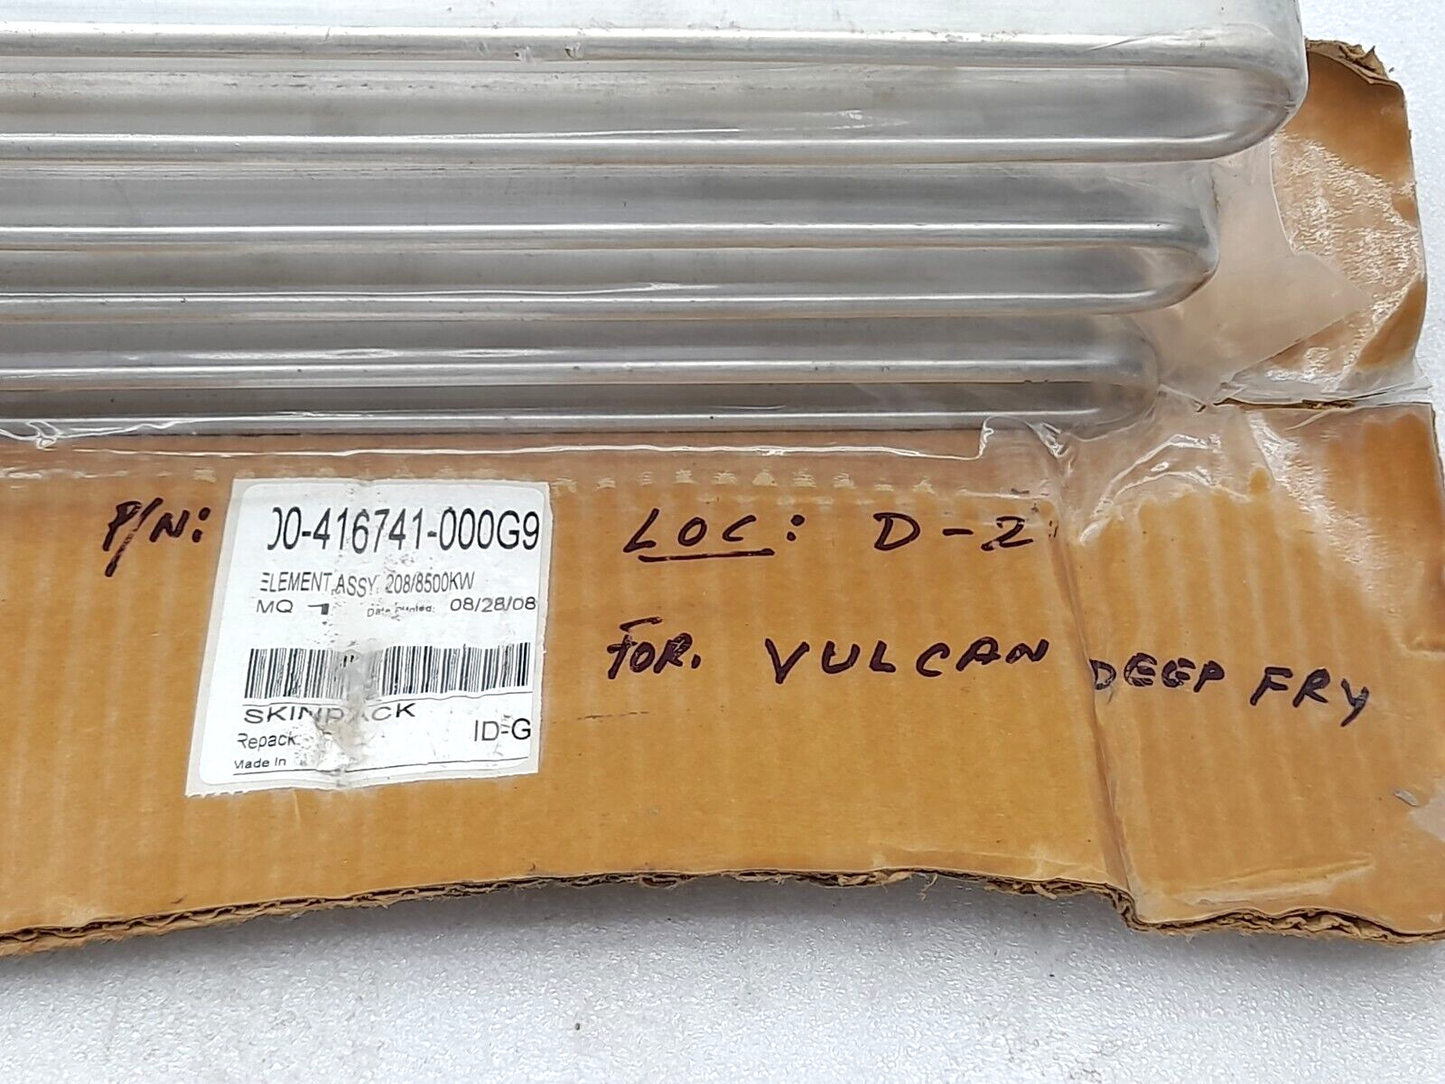 P/N:
00-416741-000G9
ELEMENT,ASSY. 208/8500KW
MQ 1 Date Printed: 08/28/08
SKINPACK
Repack:
ID-G
Made In
LOC: D-2
FOR. VULCAN DEEP FRY